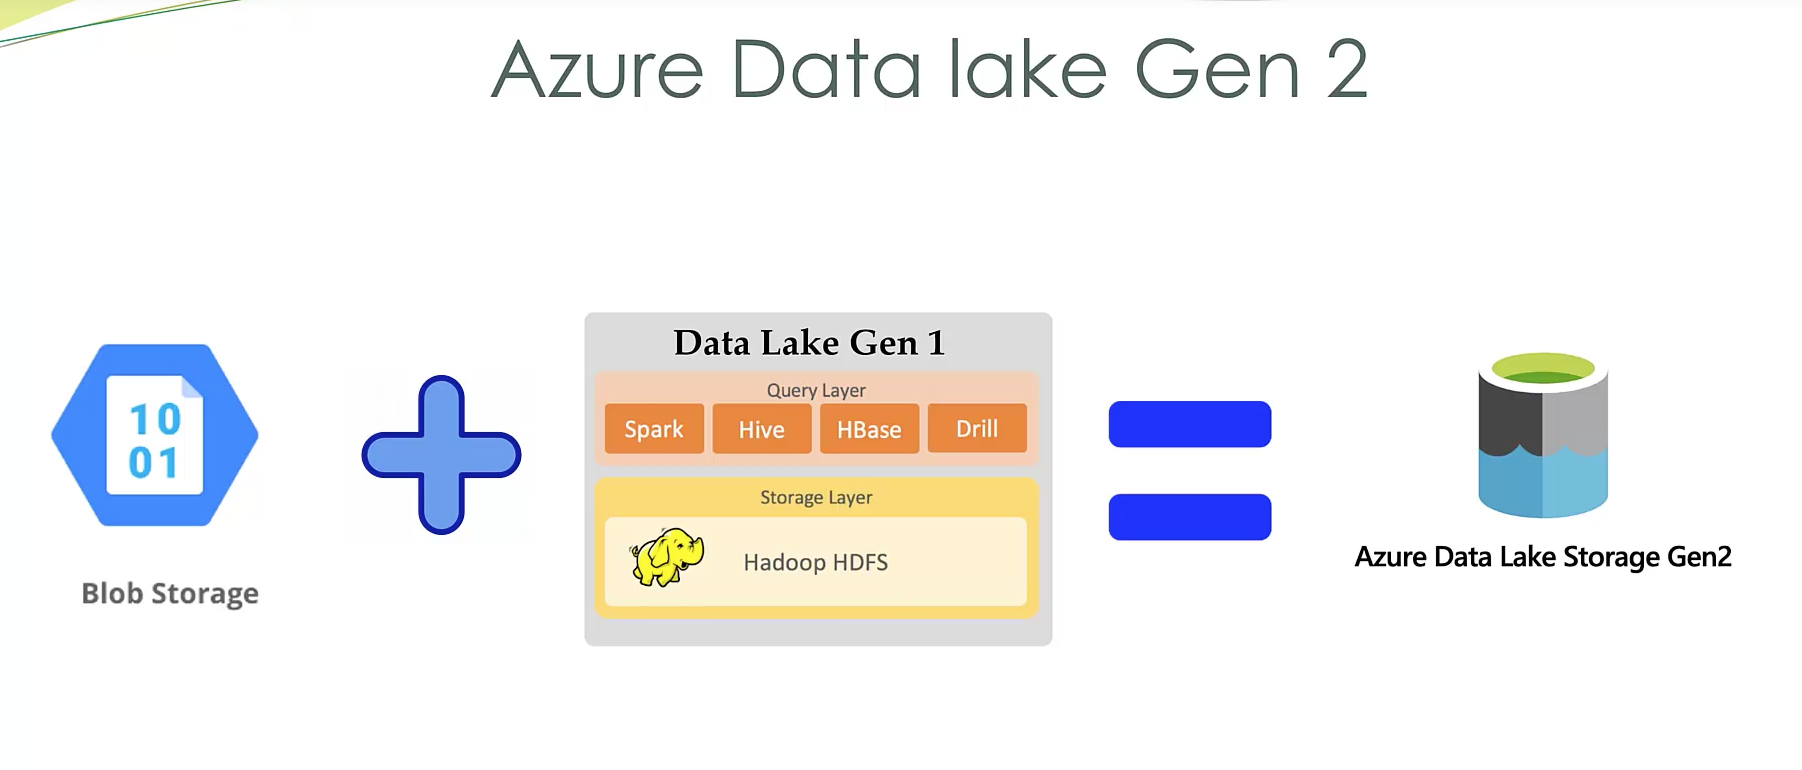 Azure Data lake Gen 2
10
01
Blob Storage
Data Lake Gen 1
Query Layer
Spark
Hive
HBase
Drill
Storage Layer
Hadoop HDFS
Azure Data Lake Storage Gen2